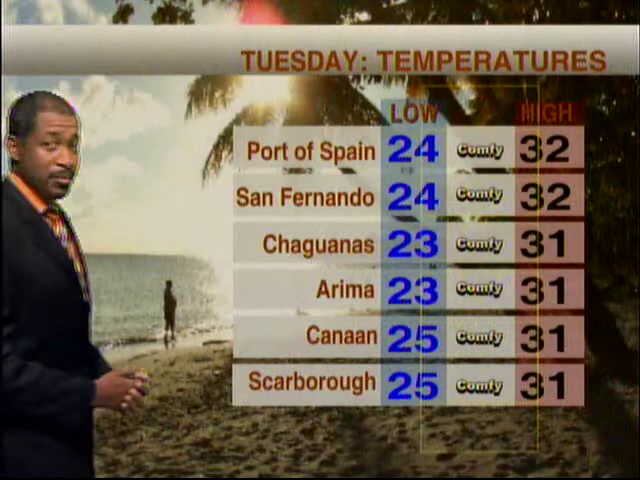 TUESDAY: TEMPERATURES
LOW HIGH
Port of Spain 24 Comfy 32
San Fernando 24 Comfy 32
Chaguanas 23 Comfy 31
Arima 23 Comfy 31
Canaan 25 Comfy 31
Scarborough 25 Comfy 31